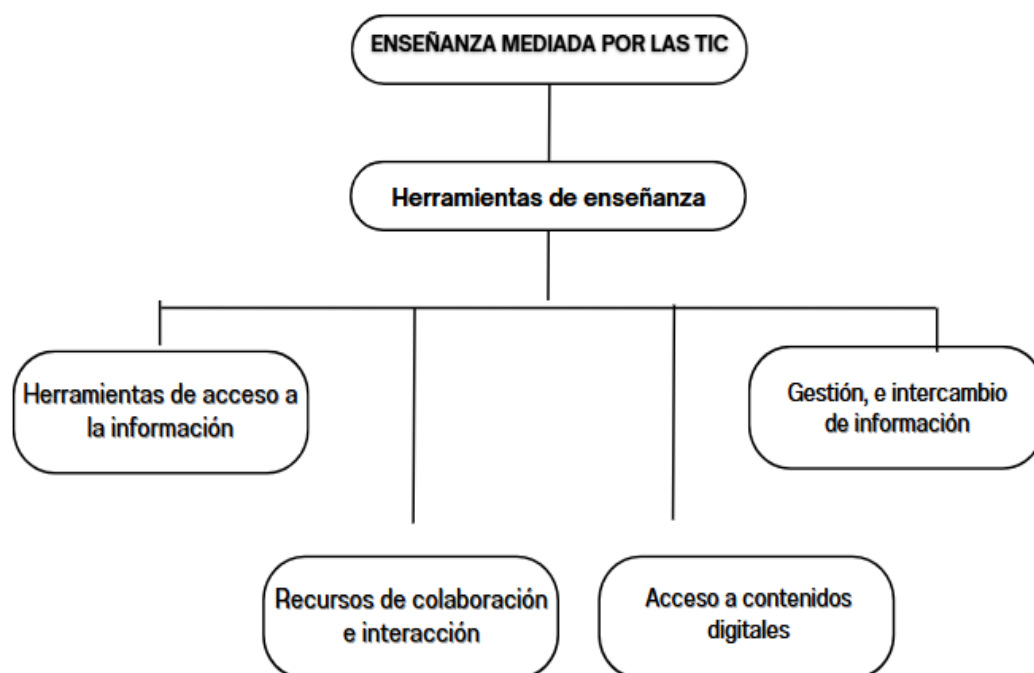 ENSEÑANZA MEDIADA POR LAS TIC
Herramientas de enseñanza
Herramientas de acceso a
la información
Gestión, e intercambio
de información
Recursos de colaboración
e interacción
Acceso a contenidos
digitales